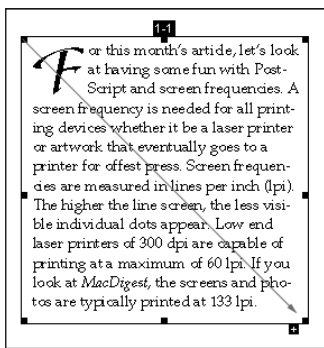 1-1
For this month's article, let's look
at having some fun with Post-
Script and screen frequencies. A
screen frequency is needed for all print-
ing devices whether it be a laser printer
or artwork that eventually goes to a
printer for offest press. Screen frequen-
cies are measured in lines per inch (lpi).
The higher the line screen, the less visi-
ble individual dots appear. Low end
laser printers of 300 dpi are capable of
printing at a maximum of 60 lpi. If you
look at MacDigest, the screens and pho-
tos are typically printed at 133 lpi.